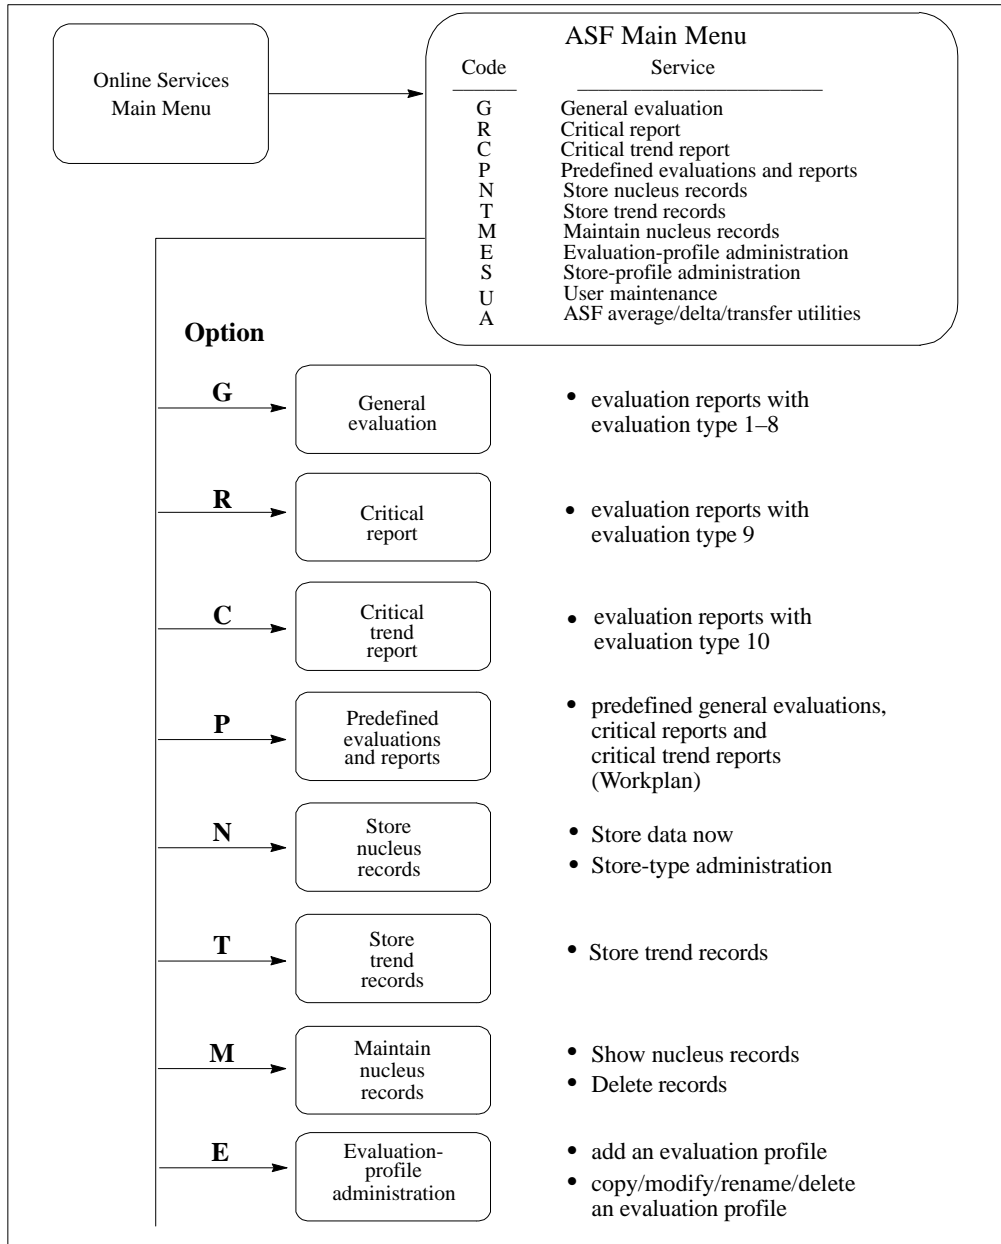 Online Services
Main Menu
ASF Main Menu
Code Service
G General evaluation
R Critical report
C Critical trend report
P Predefined evaluations and reports
N Store nucleus records
T Store trend records
M Maintain nucleus records
E Evaluation-profile administration
S Store-profile administration
U User maintenance
A ASF average/delta/transfer utilities
Option
G
General
evaluation
• evaluation reports with
evaluation type 1–8
R
Critical
report
• evaluation reports with
evaluation type 9
C
Critical
trend
report
• evaluation reports with
evaluation type 10
P
Predefined
evaluations
and reports
• predefined general evaluations,
critical reports and
critical trend reports
(Workplan)
N
Store
nucleus
records
• Store data now
• Store-type administration
T
Store
trend
records
• Store trend records
M
Maintain
nucleus
records
• Show nucleus records
• Delete records
E
Evaluation-
profile
administration
• add an evaluation profile
• copy/modify/rename/delete
an evaluation profile